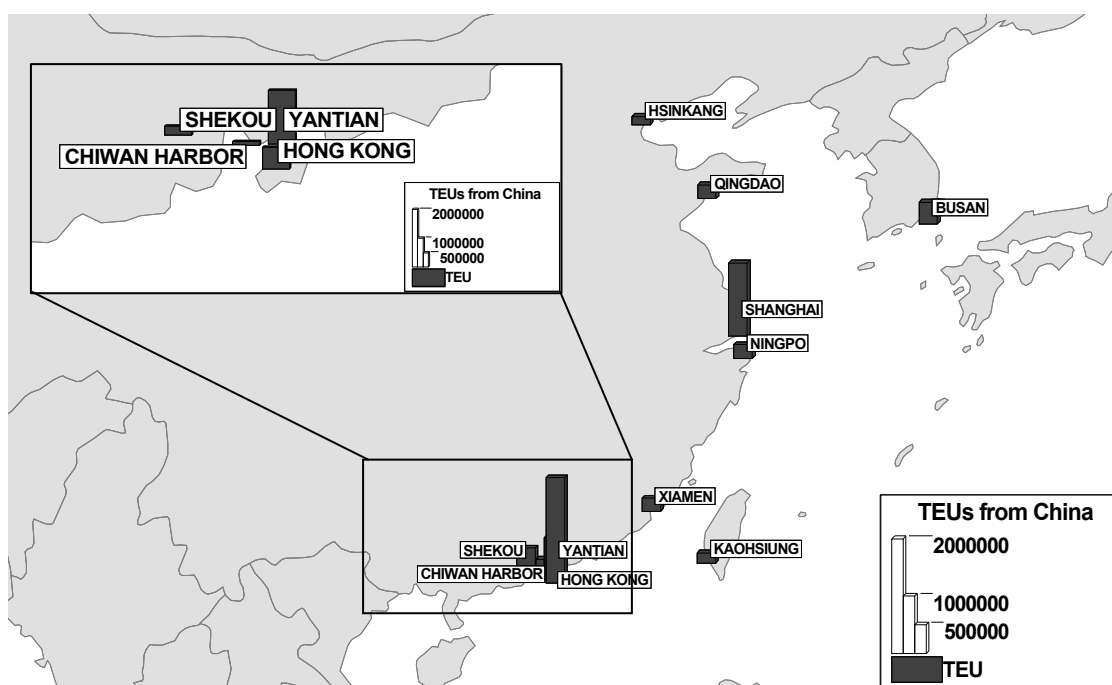 SHEKOU
YANTIAN
CHIWAN HARBOR
HONG KONG
TEUs from China
2000000
1000000
500000
TEU
HSINKANG
QINGDAO
BUSAN
SHANGHAI
NINGPO
XIAMEN
KAOHSIUNG
SHEKOU
YANTIAN
CHIWAN HARBOR
HONG KONG
TEUs from China
2000000
1000000
500000
TEU